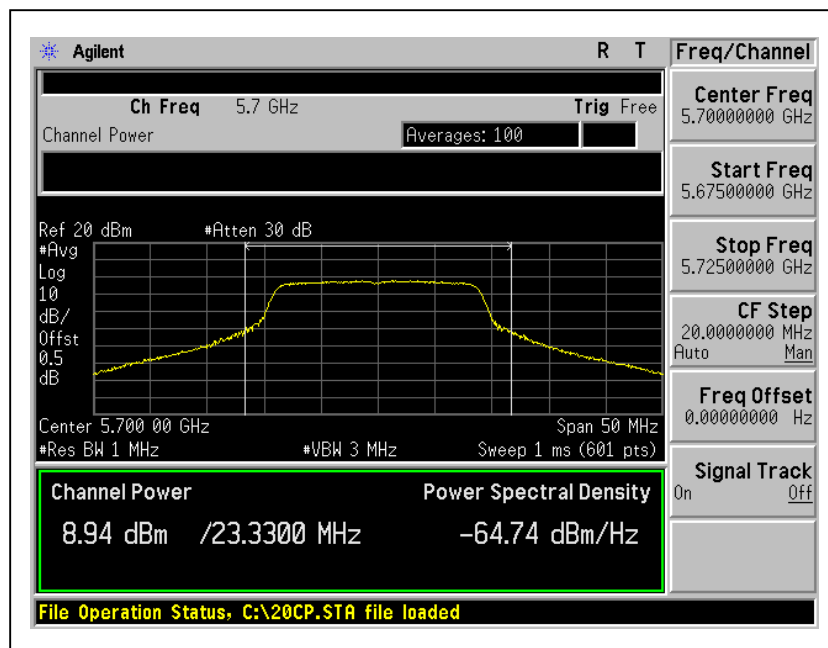 Agilent R T Freq/Channel
Ch Freq 5.7 GHz Trig Free
Channel Power Averages: 100
Center Freq
5.70000000 GHz
Start Freq
5.67500000 GHz
Stop Freq
5.72500000 GHz
CF Step
20.0000000 MHz
Auto Man
Freq Offset
0.00000000 Hz
Signal Track
On Off
Ref 20 dBm #Atten 30 dB
#Avg
Log
10
dB/
Offst
0.5
dB
Center 5.700 00 GHz Span 50 MHz
#Res BW 1 MHz #VBW 3 MHz Sweep 1 ms (601 pts)
Channel Power Power Spectral Density
8.94 dBm /23.3300 MHz -64.74 dBm/Hz
File Operation Status, C:\20CP.STA file loaded